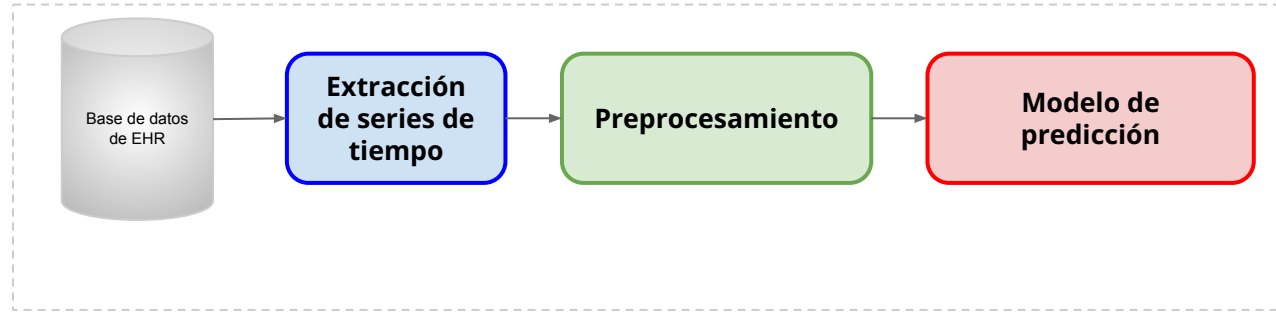 Base de datos
de EHR
Extracción
de series de
tiempo
Preprocesamiento
Modelo de
predicción